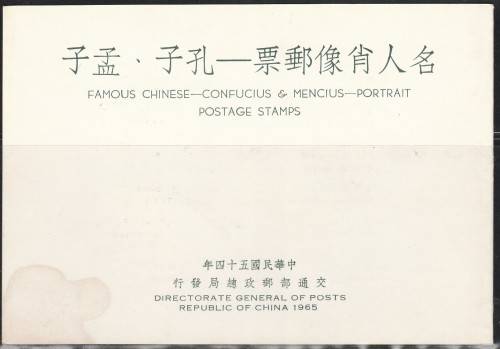 名人肖像郵票—孔子、孟子
FAMOUS CHINESE—CONFUCIUS & MENCIUS—PORTRAIT
POSTAGE STAMPS
中華民國五十四年
交通部郵政總局發行
DIRECTORATE GENERAL OF POSTS
REPUBLIC OF CHINA 1965